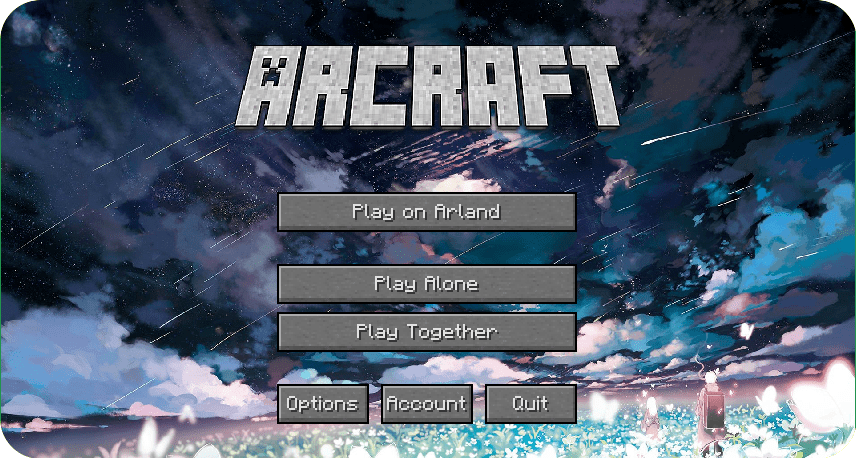 ARCRAFT
Play on Arland
Play Alone
Play Together
Options Account Quit